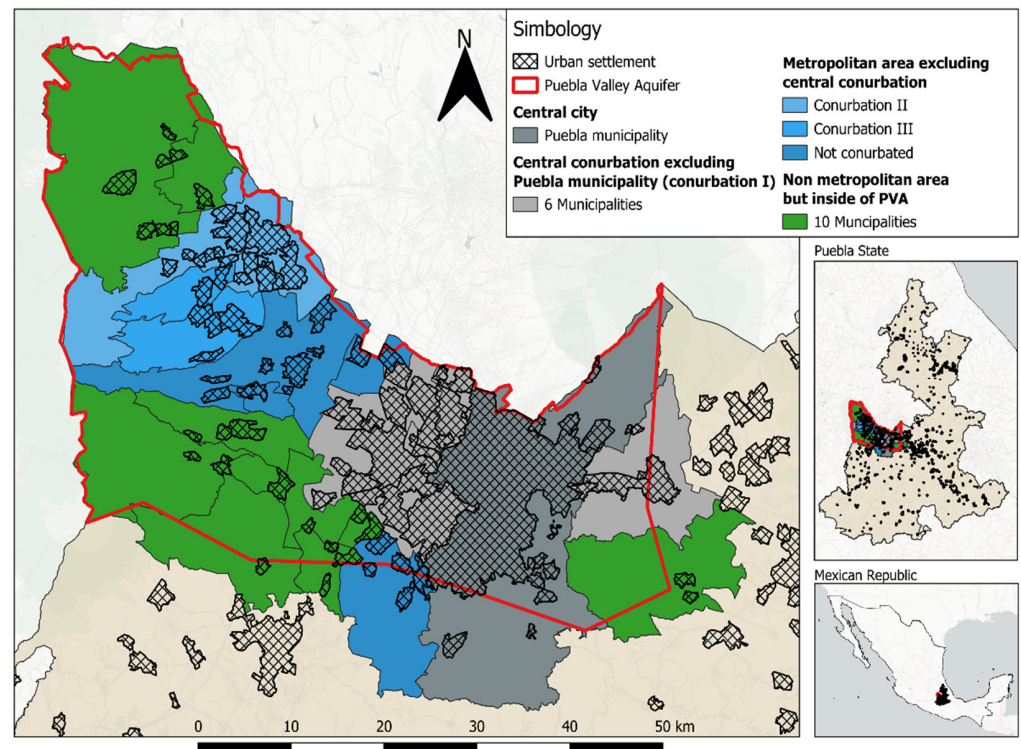 N
Simbology
Urban settlement
Puebla Valley Aquifer
Central city
Puebla municipality
Central conurbation excluding
Puebla municipality (conurbation I)
6 Municipalities
Metropolitan area excluding
central conurbation
Conurbation II
Conurbation III
Not conurbated
Non metropolitan area
but inside of PVA
10 Muncipalities
Puebla State
Mexican Republic
0 10 20 30 40 50 km